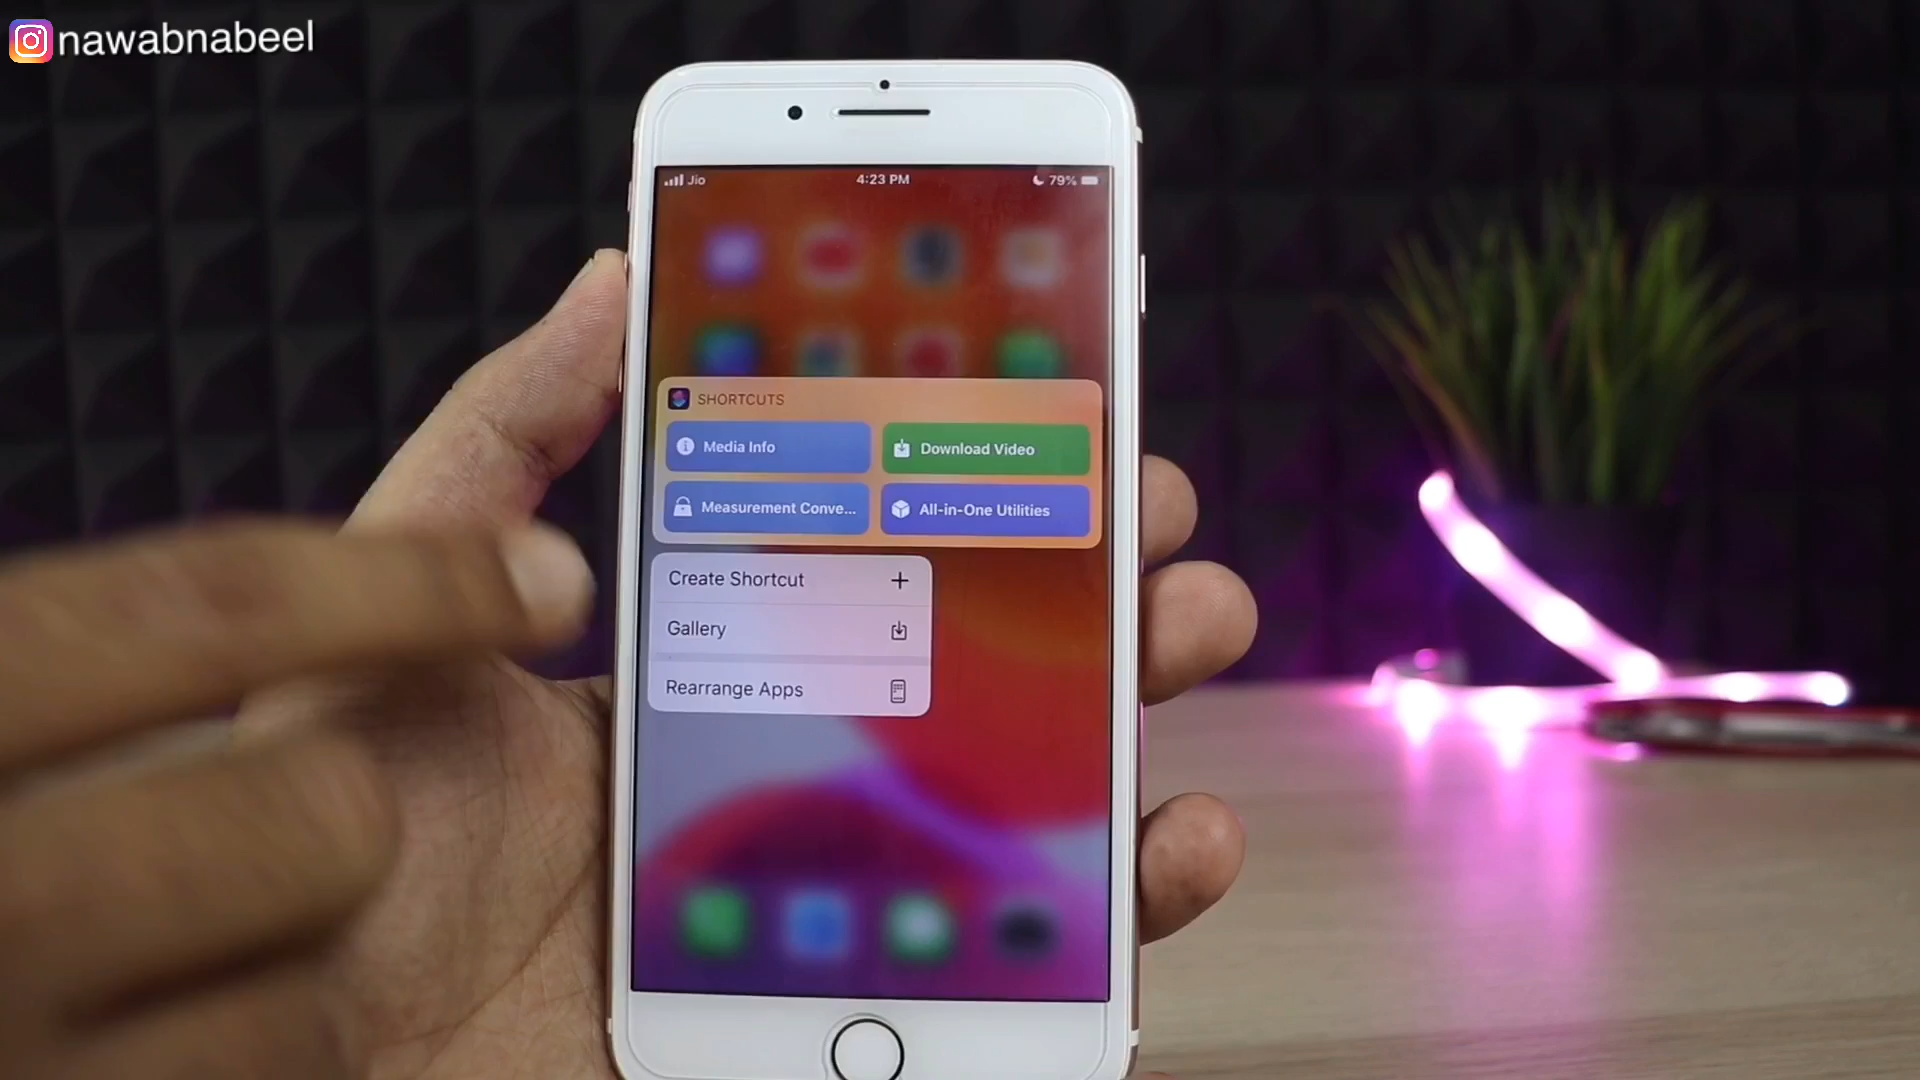 nawabnabeel
Jio
4:23 PM
79%
SHORTCUTS
Media Info
Download Video
Measurement Conve...
All-in-One Utilities
Create Shortcut
Gallery
Rearrange Apps